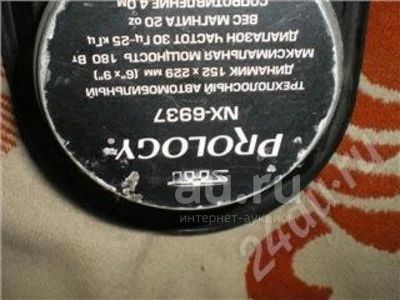 PROLOGY
NX-6937
ТРЕХПОЛОСНЫЙ АВТОМОБИЛЬНЫЙ
ДИНАМИК 152 x 229 мм (6"x 9")
МАКСИМАЛЬНАЯ МОЩНОСТЬ 180 Вт
ДИАПАЗОН ЧАСТОТ 30 Гц-25 кГц
ВЕС МАГНИТА 20 oz
СОПРОТИВЛЕНИЕ 4 Ом
ad.ru
интернет-аукцион
24au.ru